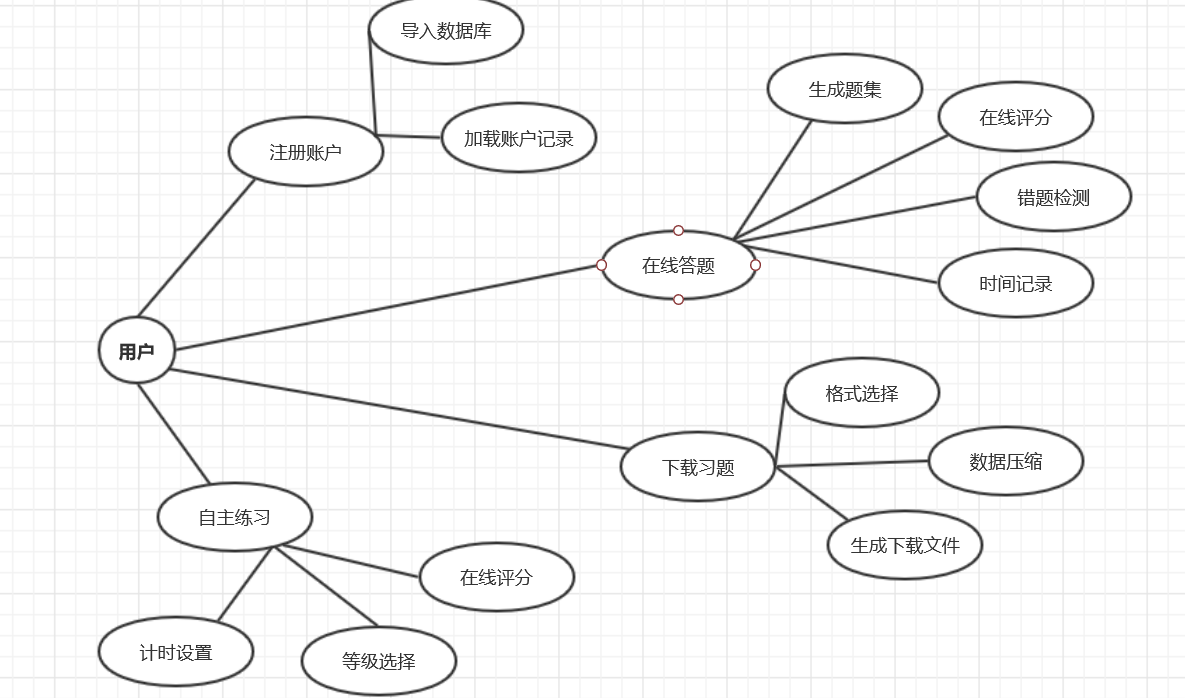 导入数据库
加载账户记录
注册账户
生成题集
在线评分
错题检测
在线答题
时间记录
用户
格式选择
下载习题
数据压缩
生成下载文件
自主练习
在线评分
计时设置
等级选择